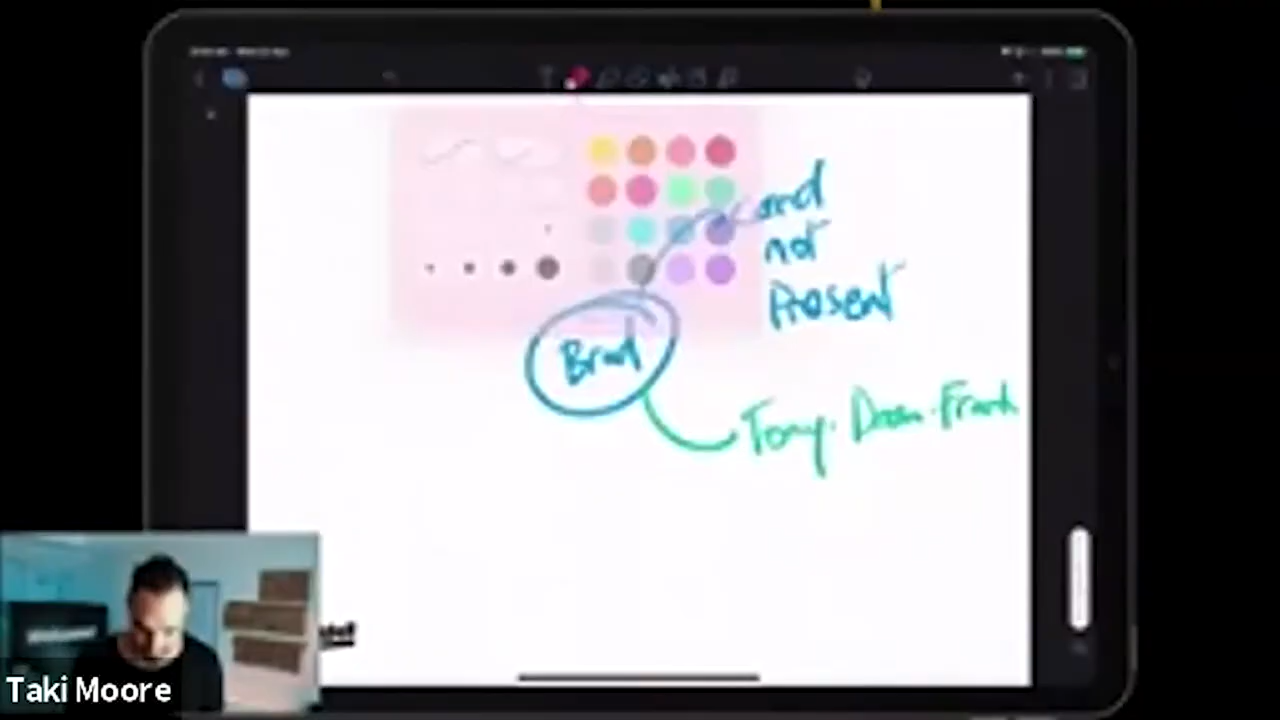 and
not
Present
Brad
Tony. Dean. Frank
Taki Moore